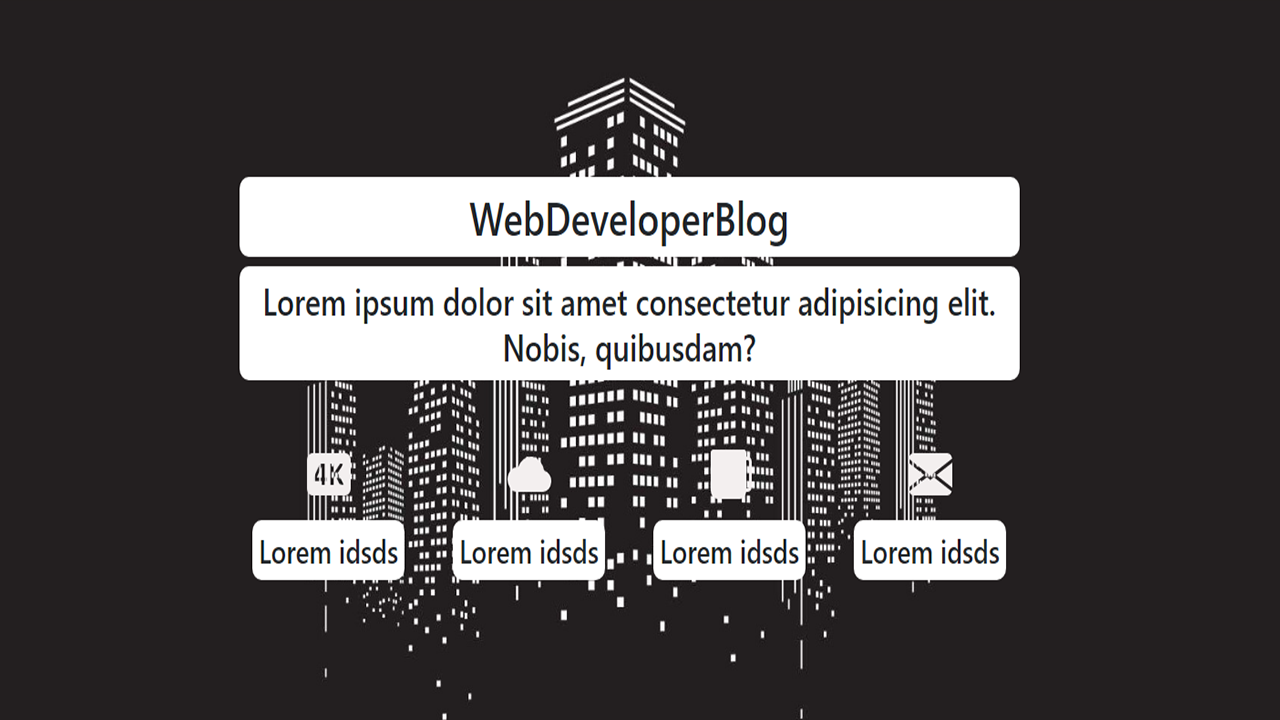 WebDeveloperBlog
Lorem ipsum dolor sit amet consectetur adipisicing elit.
Nobis, quibusdam?
4K
Lorem idsds
Lorem idsds
Lorem idsds
Lorem idsds